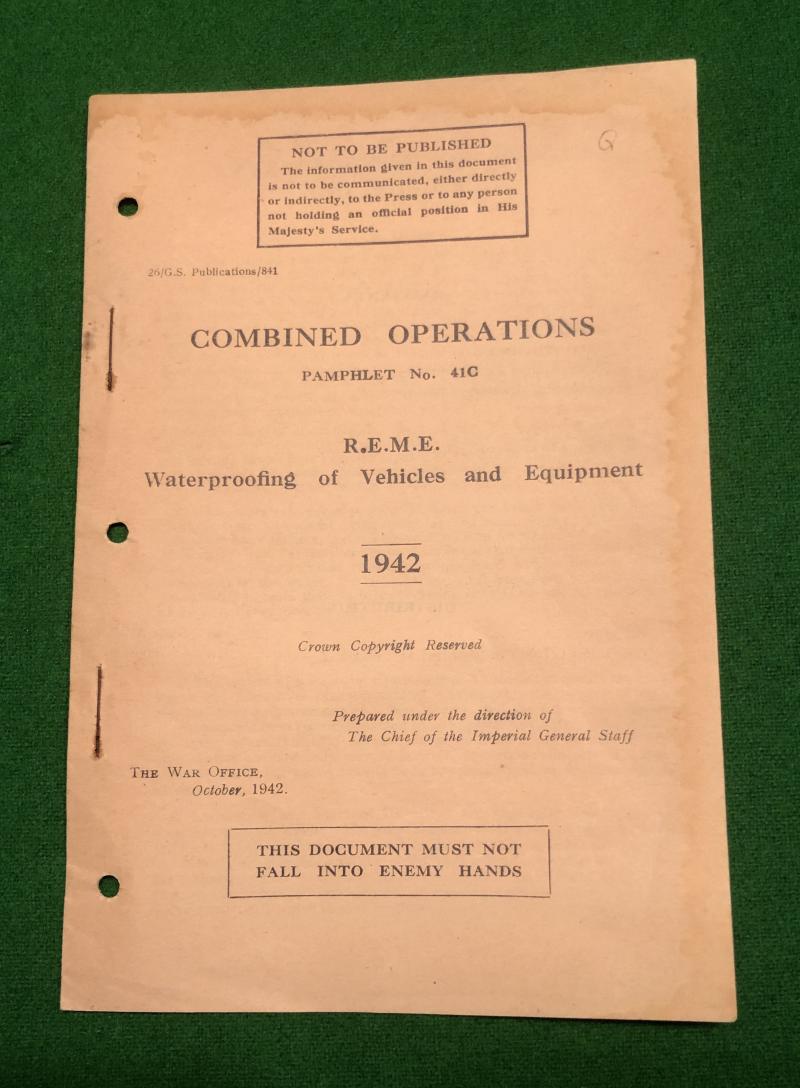 NOT TO BE PUBLISHED
The information given in this document
is not to be communicated, either directly
or indirectly, to the Press or to any person
not holding an official position in His
Majesty's Service.
26/G.S. Publications/841
COMBINED OPERATIONS
PAMPHLET No. 41C
R.E.M.E.
Waterproofing of Vehicles and Equipment
1942
Crown Copyright Reserved
Prepared under the direction of
The Chief of the Imperial General Staff
THE WAR OFFICE,
October, 1942.
THIS DOCUMENT MUST NOT
FALL INTO ENEMY HANDS